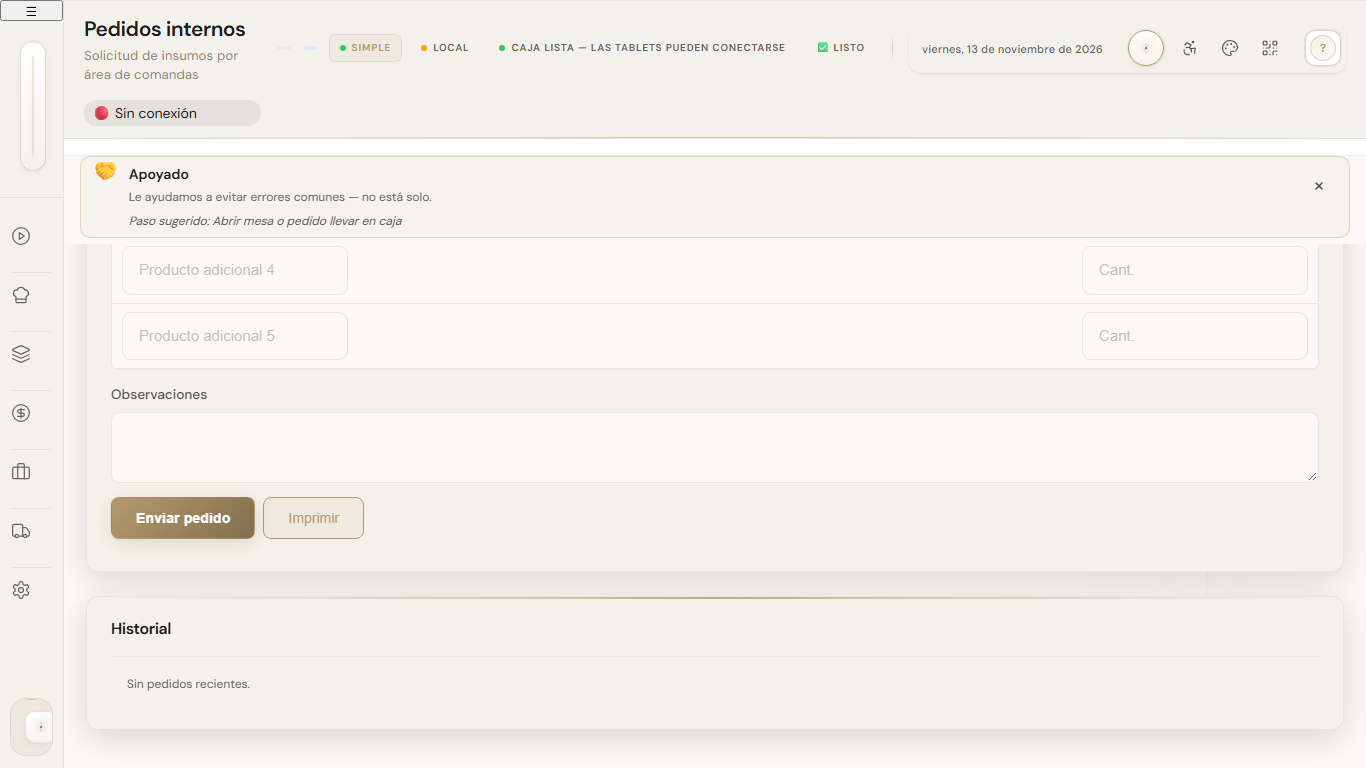 ☰
Pedidos internos
Solicitud de insumos por
área de comandas
Sin conexión
SIMPLE
LOCAL
CAJA LISTA — LAS TABLETS PUEDEN CONECTARSE
✅ LISTO
viernes, 13 de noviembre de 2026
?
🤝 Apoyado
Le ayudamos a evitar errores comunes — no está solo.
Paso sugerido: Abrir mesa o pedido llevar en caja
×
Producto adicional 4
Cant.
Producto adicional 5
Cant.
Observaciones
Enviar pedido
Imprimir
Historial
Sin pedidos recientes.